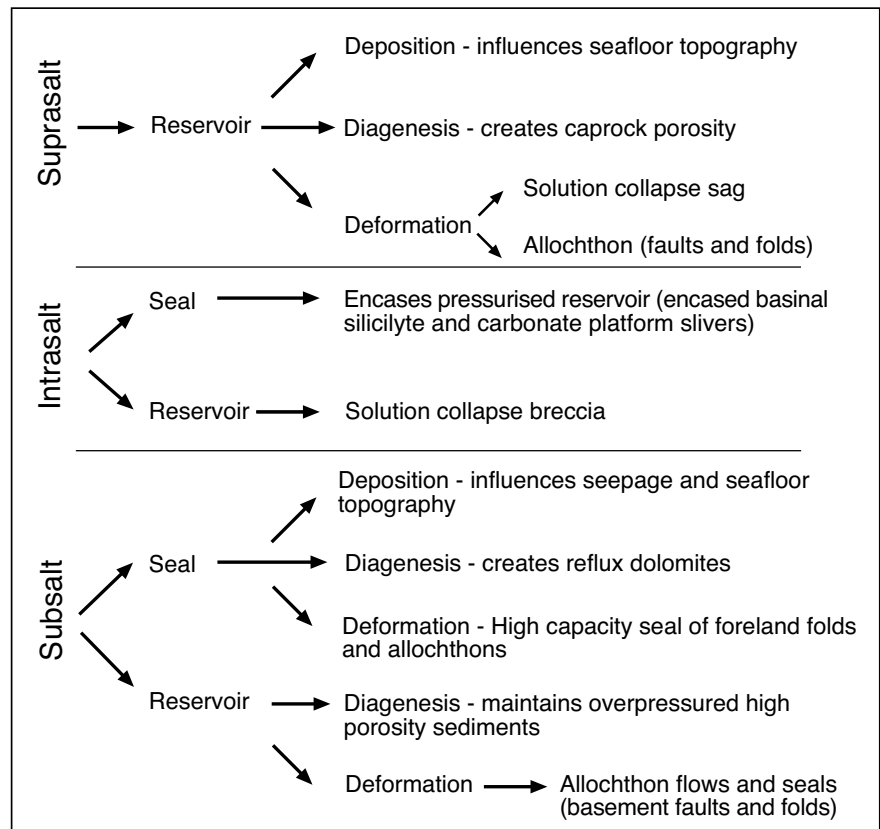 Suprasalt
Reservoir
Deposition - influences seafloor topography
Diagenesis - creates caprock porosity
Deformation
Solution collapse sag
Allochthon (faults and folds)
Intrasalt
Seal
Encases pressurised reservoir (encased basinal
silicilyte and carbonate platform slivers)
Reservoir
Solution collapse breccia
Subsalt
Seal
Deposition - influences seepage and seafloor
topography
Diagenesis - creates reflux dolomites
Deformation - High capacity seal of foreland folds
and allochthons
Reservoir
Diagenesis - maintains overpressured high
porosity sediments
Deformation
Allochthon flows and seals
(basement faults and folds)